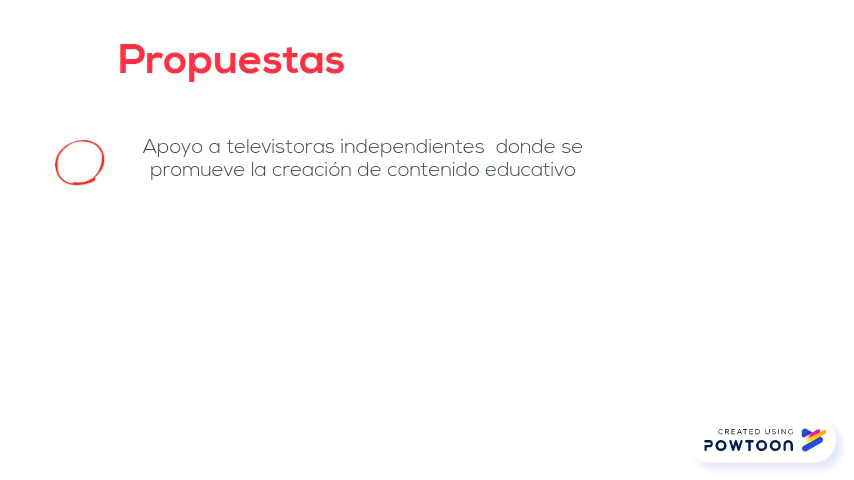 Propuestas
Apoyo a televistoras independientes  donde se
promueve la creación de contenido educativo
CREATED USING
POWTOON